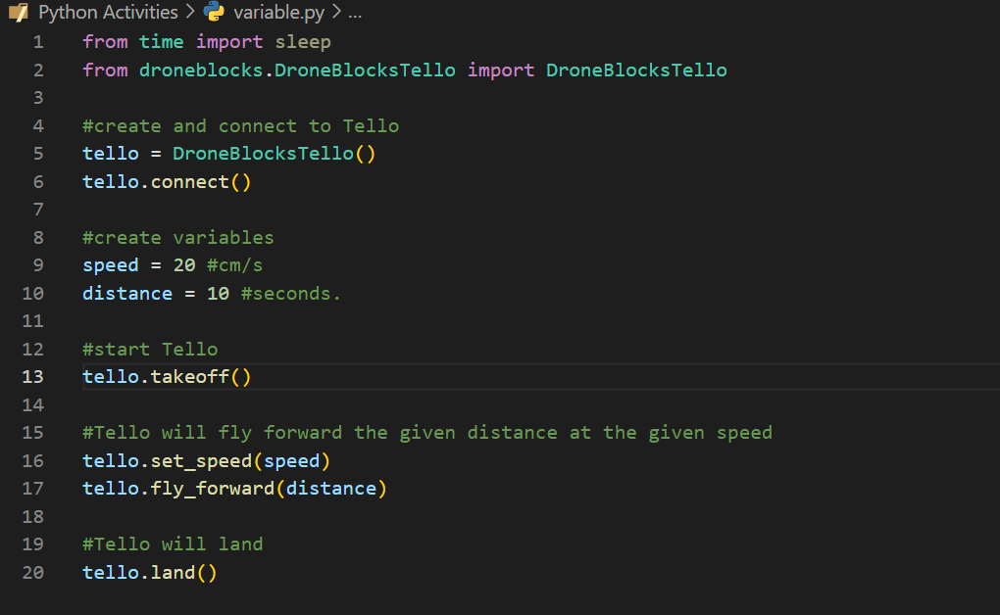 Python Activities > variable.py > ...
1 from time import sleep
2 from droneblocks.DroneBlocksTello import DroneBlocksTello
3
4 #create and connect to Tello
5 tello = DroneBlocksTello()
6 tello.connect()
7
8 #create variables
9 speed = 20 #cm/s
10 distance = 10 #seconds.
11
12 #start Tello
13 tello.takeoff()
14
15 #Tello will fly forward the given distance at the given speed
16 tello.set_speed(speed)
17 tello.fly_forward(distance)
18
19 #Tello will land
20 tello.land()